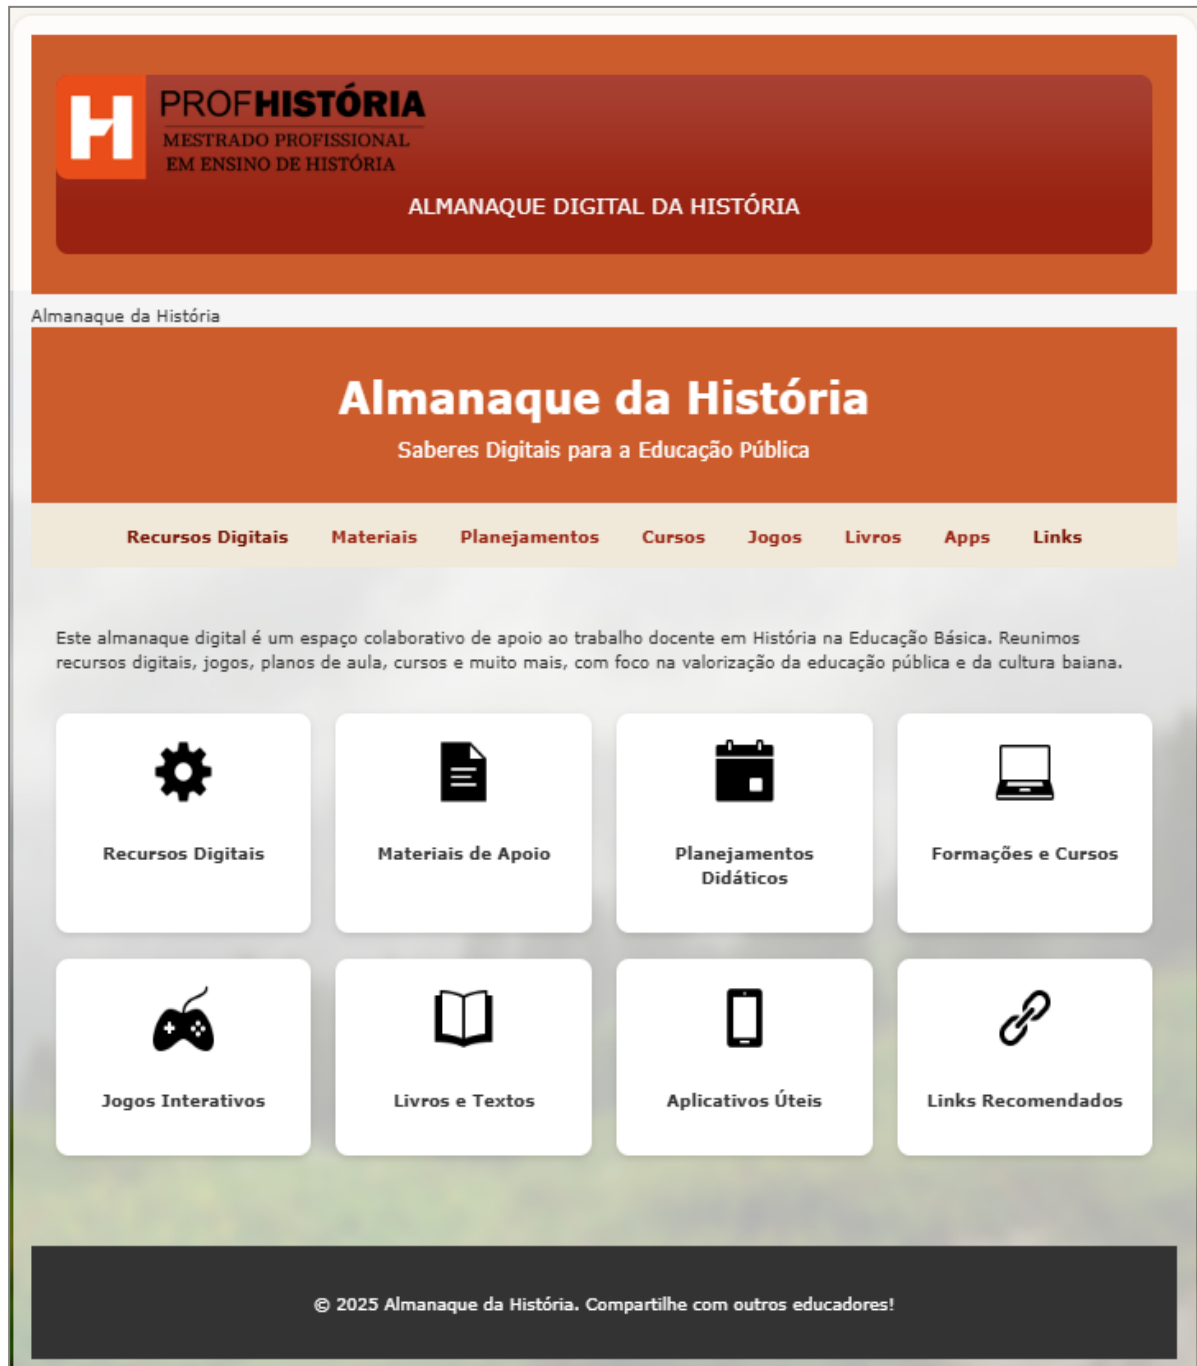 H PROFHISTÓRIA
MESTRADO PROFISSIONAL
EM ENSINO DE HISTÓRIA
ALMANAQUE DIGITAL DA HISTÓRIA
Almanaque da História
Almanaque da História
Saberes Digitais para a Educação Pública
Recursos Digitais Materiais Planejamentos Cursos Jogos Livros Apps Links
Este almanaque digital é um espaço colaborativo de apoio ao trabalho docente em História na Educação Básica. Reunimos
recursos digitais, jogos, planos de aula, cursos e muito mais, com foco na valorização da educação pública e da cultura baiana.
Recursos Digitais
Materiais de Apoio
Planejamentos
Didáticos
Formações e Cursos
Jogos Interativos
Livros e Textos
Aplicativos Úteis
Links Recomendados
© 2025 Almanaque da História. Compartilhe com outros educadores!